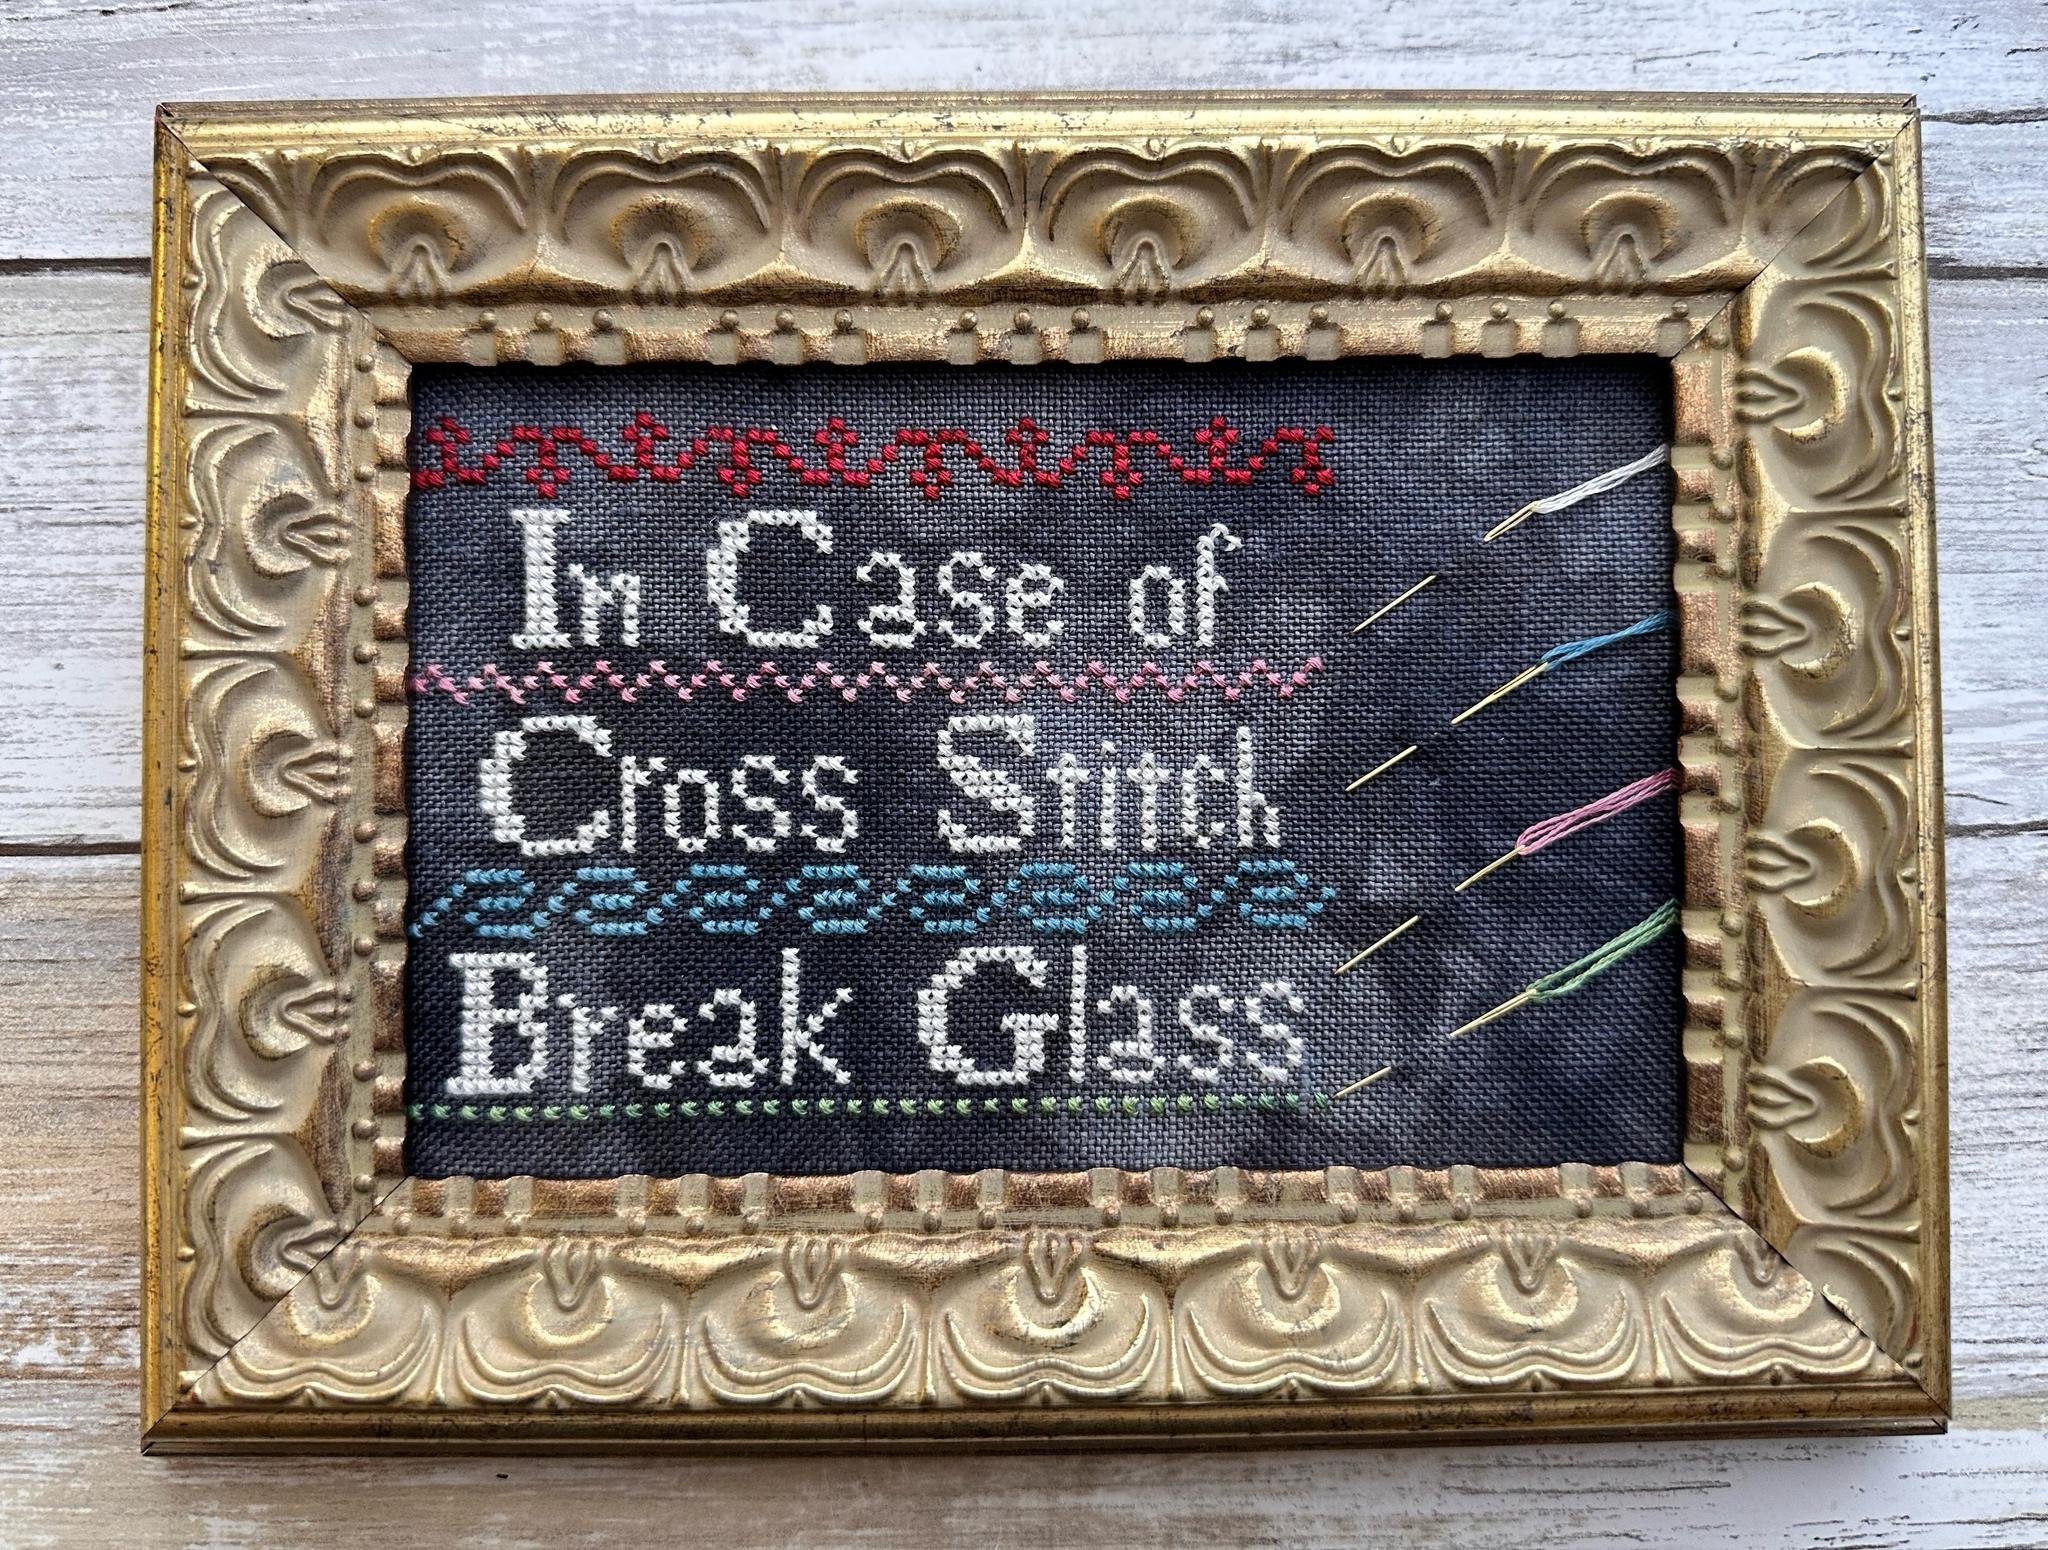 In Case of
Cross Stitch
Break Glass